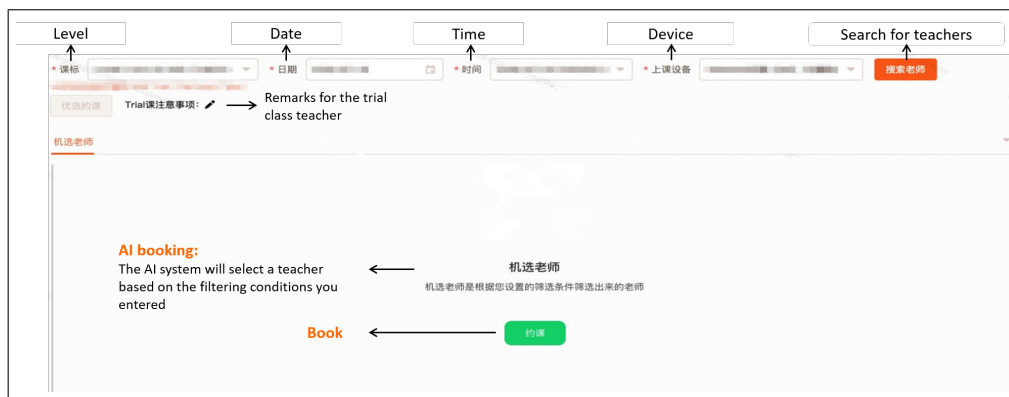 Level
Date
Time
Device
Search for teachers
* 课标
* 日期
* 时间
* 上课设备
搜索老师
优选约课
Trial课注意事项:
Remarks for the trial
class teacher
机选老师
AI booking:
The AI system will select a teacher
based on the filtering conditions you
entered
机选老师
机选老师是根据您设置的筛选条件筛选出来的老师
Book
约课